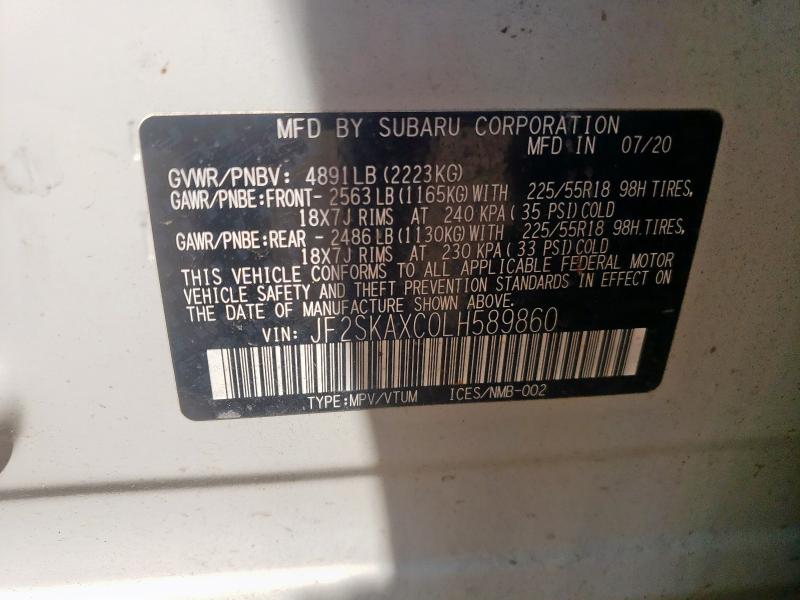 MFD BY SUBARU CORPORATION
MFD IN 07/20
GVWR/PNBV: 4891LB(2223KG)
GAWR/PNBE:FRONT- 2563LB(1165KG)WITH 225/55R18 98H TIRES,
18X7J RIMS AT 240 KPA( 35 PSI)COLD
GAWR/PNBE:REAR - 2486LB(1130KG)WITH 225/55R18 98H.TIRES,
18X7J RIMS AT 230 KPA( 33 PSI)COLD
THIS VEHICLE CONFORMS TO ALL APPLICABLE FEDERAL MOTOR
VEHICLE SAFETY AND THEFT PREVENTION STANDARDS IN EFFECT ON
THE DATE OF MANUFACTURE SHOWN ABOVE.
VIN: JF2SKAXC0LH589860
TYPE:MPV/VTUM ICES/NMB-002